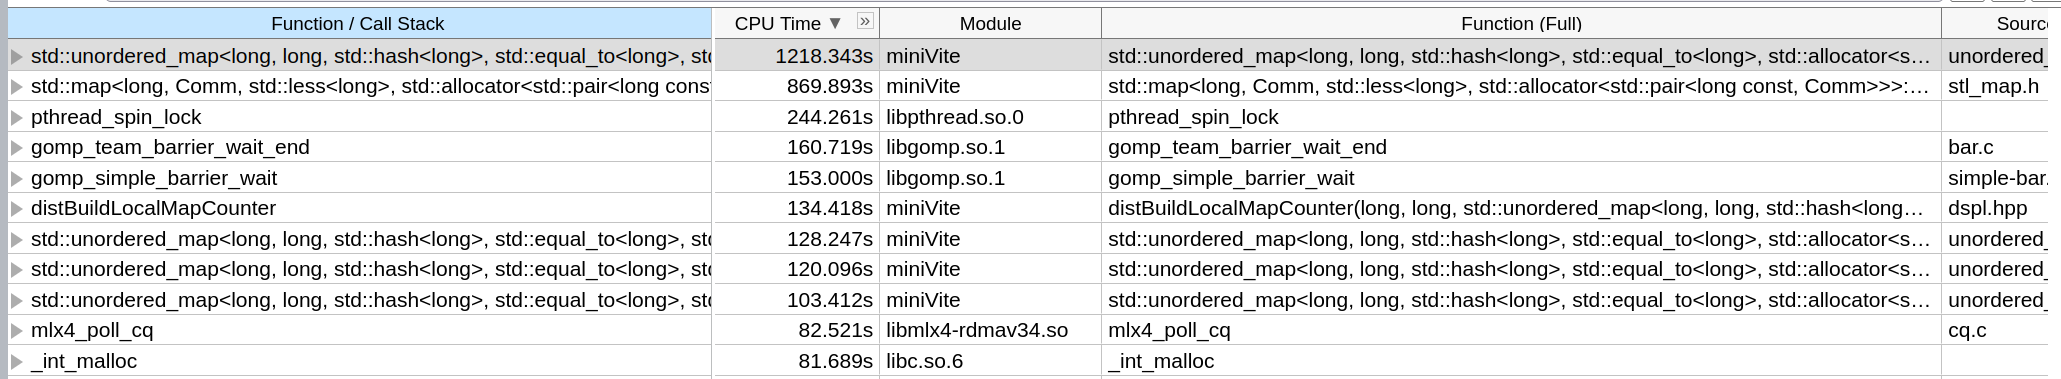 Function / Call Stack CPU Time ▼ » Module Function (Full) Sourc
std::unordered_map<long, long, std::hash<long>, std::equal_to<long>, std 1218.343s miniVite std::unordered_map<long, long, std::hash<long>, std::equal_to<long>, std::allocator<s... unordered_
std::map<long, Comm, std::less<long>, std::allocator<std::pair<long const 869.893s miniVite std::map<long, Comm, std::less<long>, std::allocator<std::pair<long const, Comm>>>:... stl_map.h
pthread_spin_lock 244.261s libpthread.so.0 pthread_spin_lock
gomp_team_barrier_wait_end 160.719s libgomp.so.1 gomp_team_barrier_wait_end bar.c
gomp_simple_barrier_wait 153.000s libgomp.so.1 gomp_simple_barrier_wait simple-bar.
distBuildLocalMapCounter 134.418s miniVite distBuildLocalMapCounter(long, long, std::unordered_map<long, long, std::hash<long... dspl.hpp
std::unordered_map<long, long, std::hash<long>, std::equal_to<long>, std 128.247s miniVite std::unordered_map<long, long, std::hash<long>, std::equal_to<long>, std::allocator<s... unordered_
std::unordered_map<long, long, std::hash<long>, std::equal_to<long>, std 120.096s miniVite std::unordered_map<long, long, std::hash<long>, std::equal_to<long>, std::allocator<s... unordered_
std::unordered_map<long, long, std::hash<long>, std::equal_to<long>, std 103.412s miniVite std::unordered_map<long, long, std::hash<long>, std::equal_to<long>, std::allocator<s... unordered_
mlx4_poll_cq 82.521s libmlx4-rdmav34.so mlx4_poll_cq cq.c
_int_malloc 81.689s libc.so.6 _int_malloc